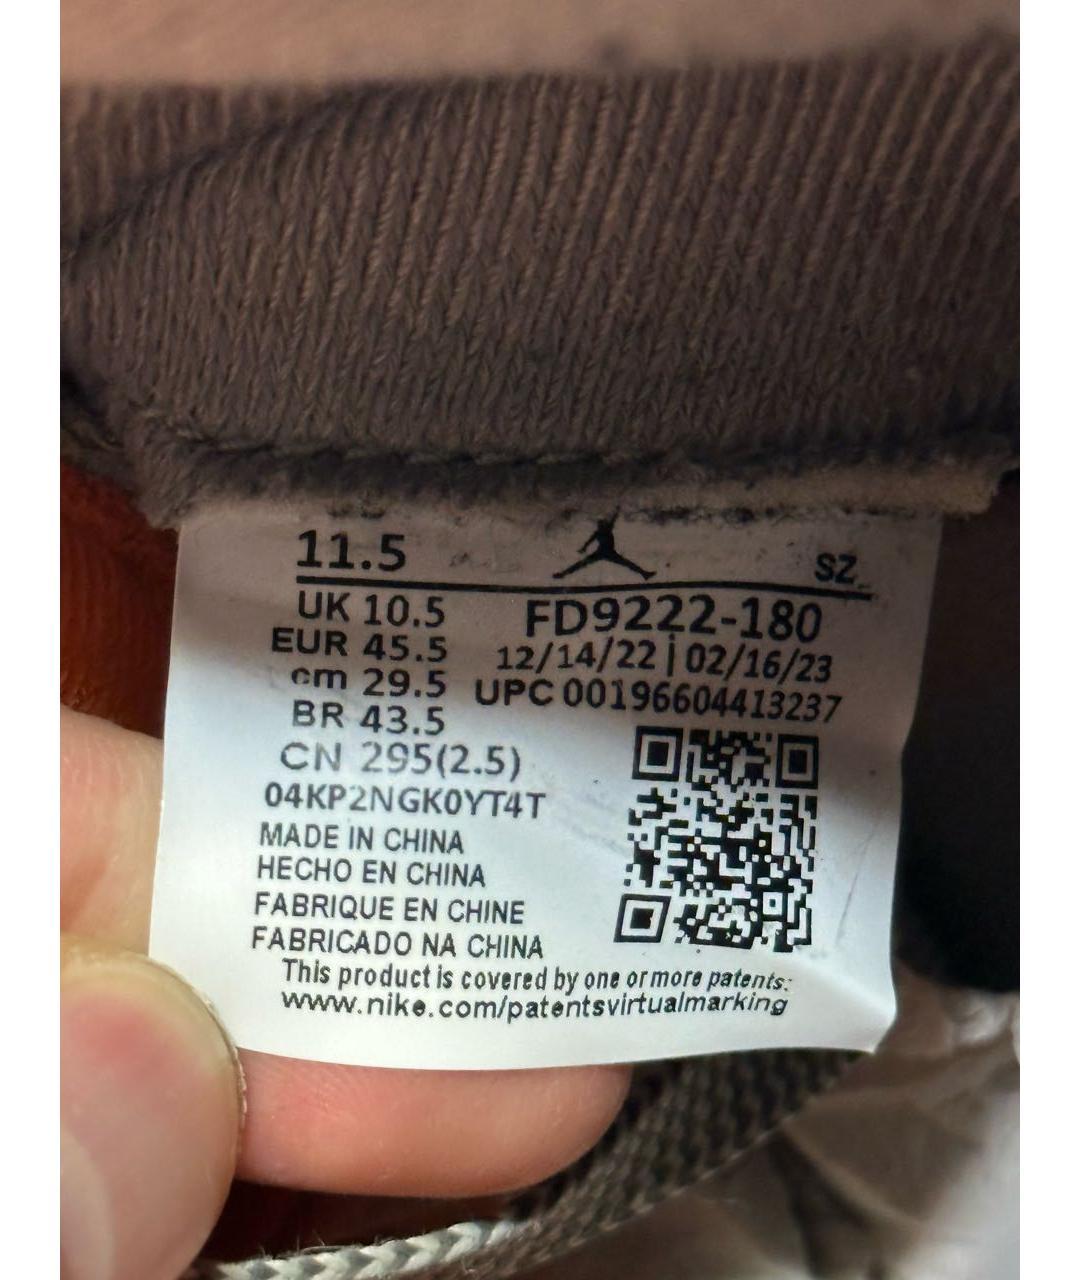 11.5 SZ
UK 10.5 FD9222-180
EUR 45.5 12/14/22 | 02/16/23
cm 29.5 UPC 00196604413237
BR 43.5
CN 295(2.5)
04KP2NGK0YT4T
MADE IN CHINA
HECHO EN CHINA
FABRIQUE EN CHINE
FABRICADO NA CHINA
This product is covered by one or more patents:
www.nike.com/patentsvirtualmarking